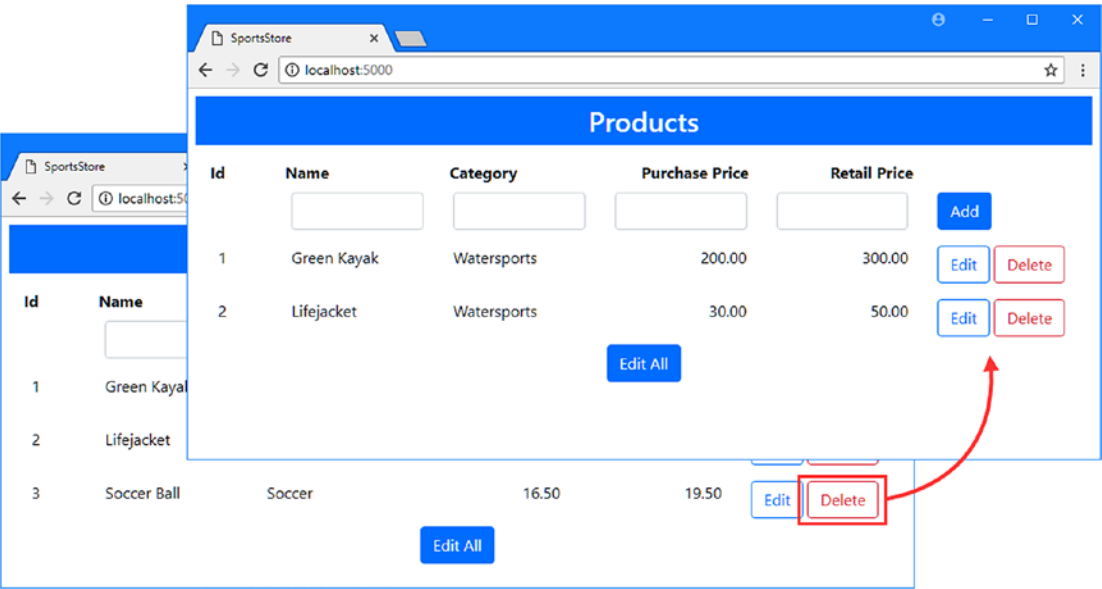 SportsStore
localhost:5000
Products
Id Name Category Purchase Price Retail Price
Add
1 Green Kayak Watersports 200.00 300.00 Edit Delete
2 Lifejacket Watersports 30.00 50.00 Edit Delete
Edit All
SportsStore
localhost:50
Id Name
1 Green Kayak
2 Lifejacket
3 Soccer Ball Soccer 16.50 19.50 Edit Delete
Edit All